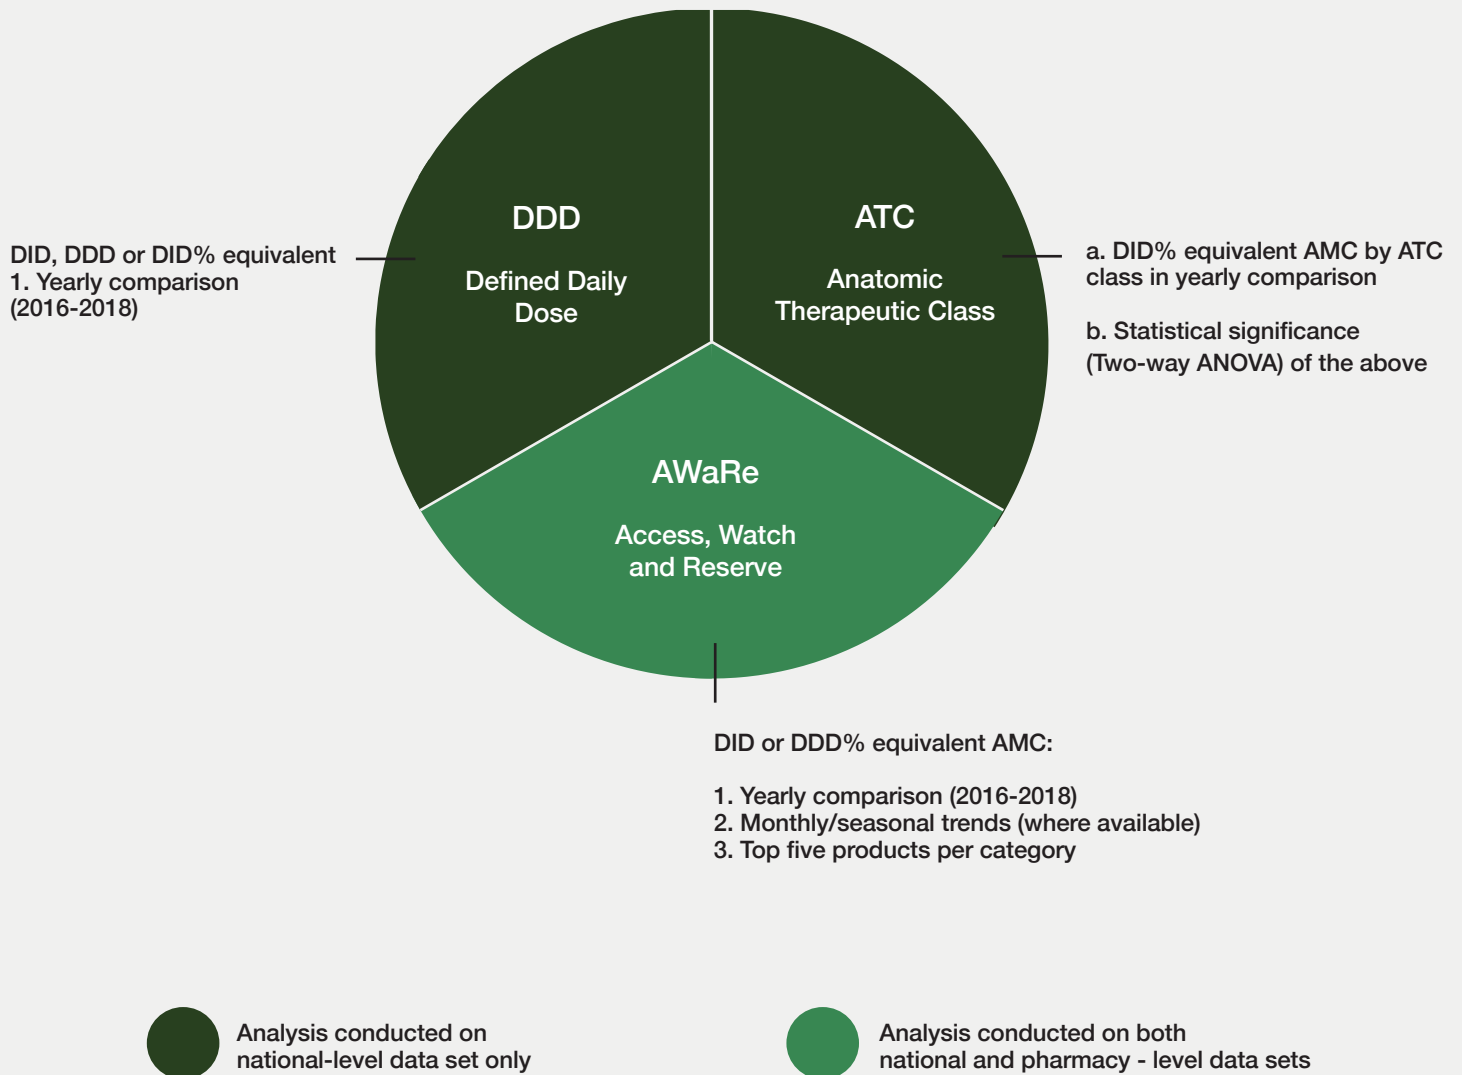 DDD
Defined Daily
Dose
ATC
Anatomic
Therapeutic Class
AWaRe
Access, Watch
and Reserve
DID, DDD or DID% equivalent
1. Yearly comparison
(2016-2018)
a. DID% equivalent AMC by ATC
class in yearly comparison
b. Statistical significance
(Two-way ANOVA) of the above
DID or DDD% equivalent AMC:
1. Yearly comparison (2016-2018)
2. Monthly/seasonal trends (where available)
3. Top five products per category
Analysis conducted on
national-level data set only
Analysis conducted on both
national and pharmacy - level data sets